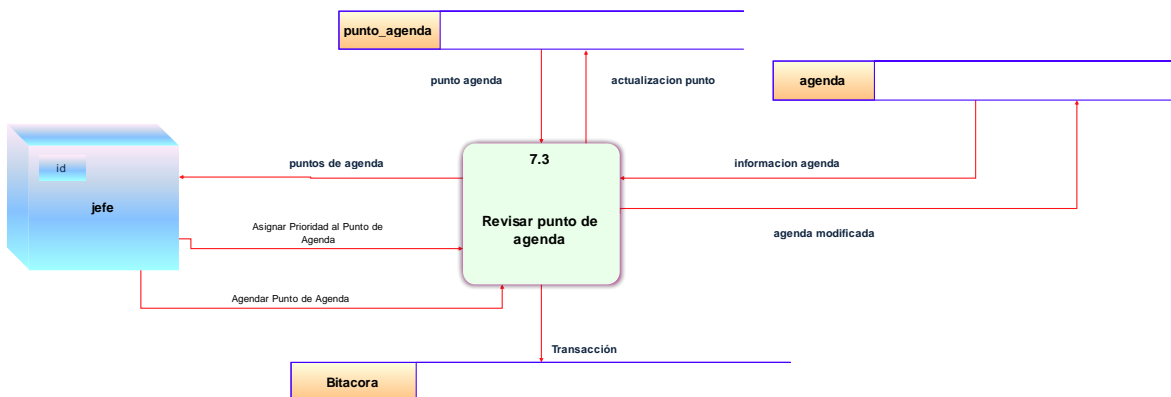 punto_agenda
punto agenda
actualizacion punto
agenda
7.3
Revisar punto de
agenda
id
jefe
puntos de agenda
Asignar Prioridad al Punto de
Agenda
Agendar Punto de Agenda
informacion agenda
agenda modificada
Transacción
Bitacora